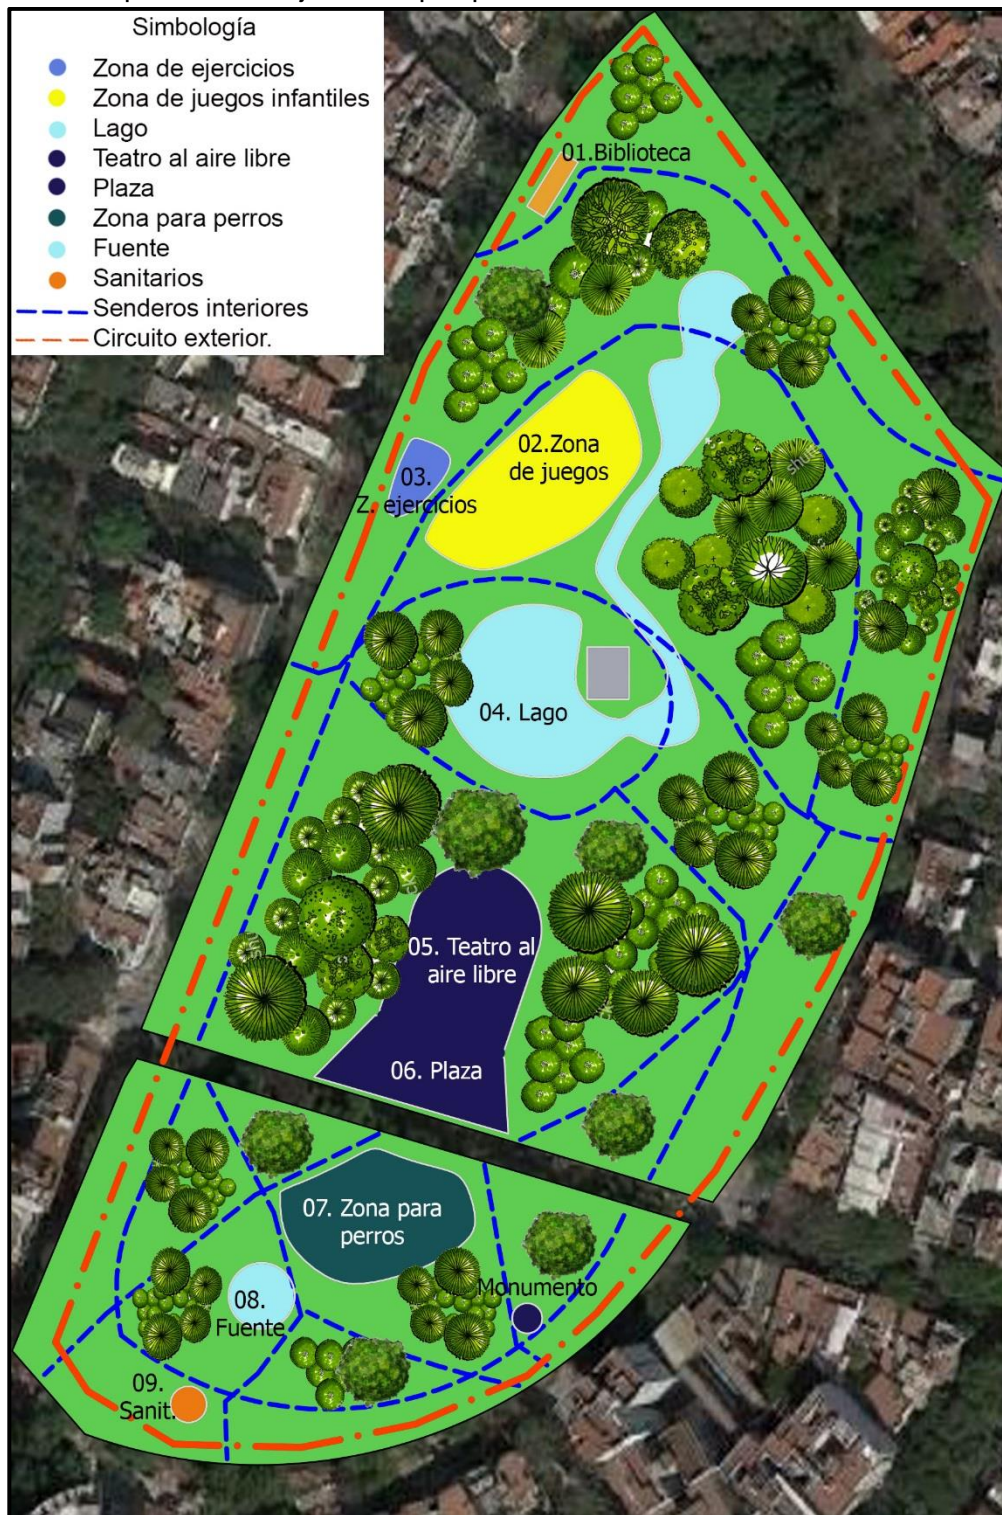 Simbología
Zona de ejercicios
Zona de juegos infantiles
Lago
Teatro al aire libre
Plaza
Zona para perros
Fuente
Sanitarios
Senderos interiores
Circuito exterior.
01.Biblioteca
02.Zona
de juegos
03.
Z. ejercicios
04. Lago
05. Teatro al
aire libre
06. Plaza
07. Zona para
perros
Monumento
08.
Fuente
09.
Sanit.